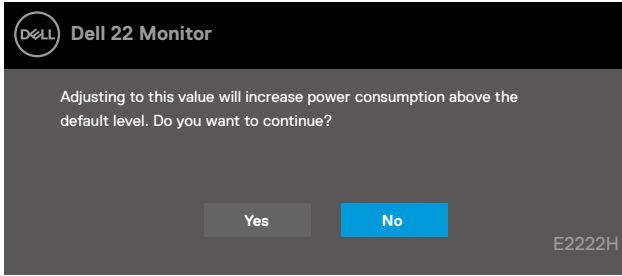 DELL Dell 22 Monitor
Adjusting to this value will increase power consumption above the
default level. Do you want to continue?
Yes No
E2222H